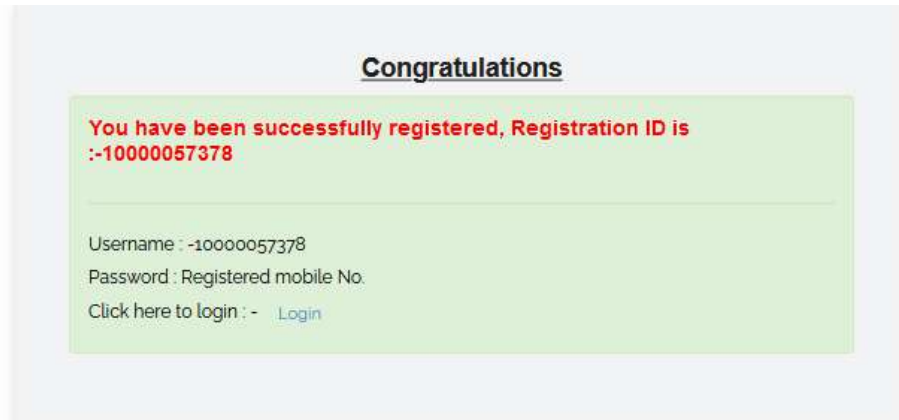 Congratulations
You have been successfully registered, Registration ID is
:-10000057378
Username : -10000057378
Password : Registered mobile No.
Click here to login : - Login